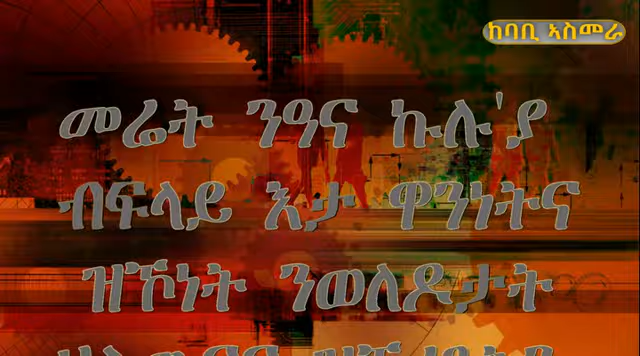 ከባቢ ኣስመራ
መሬት ንዓና ኩሉ'ያ
ብፍላይ እታ ዋንነትና
ዝኾነት ንወለዶታት